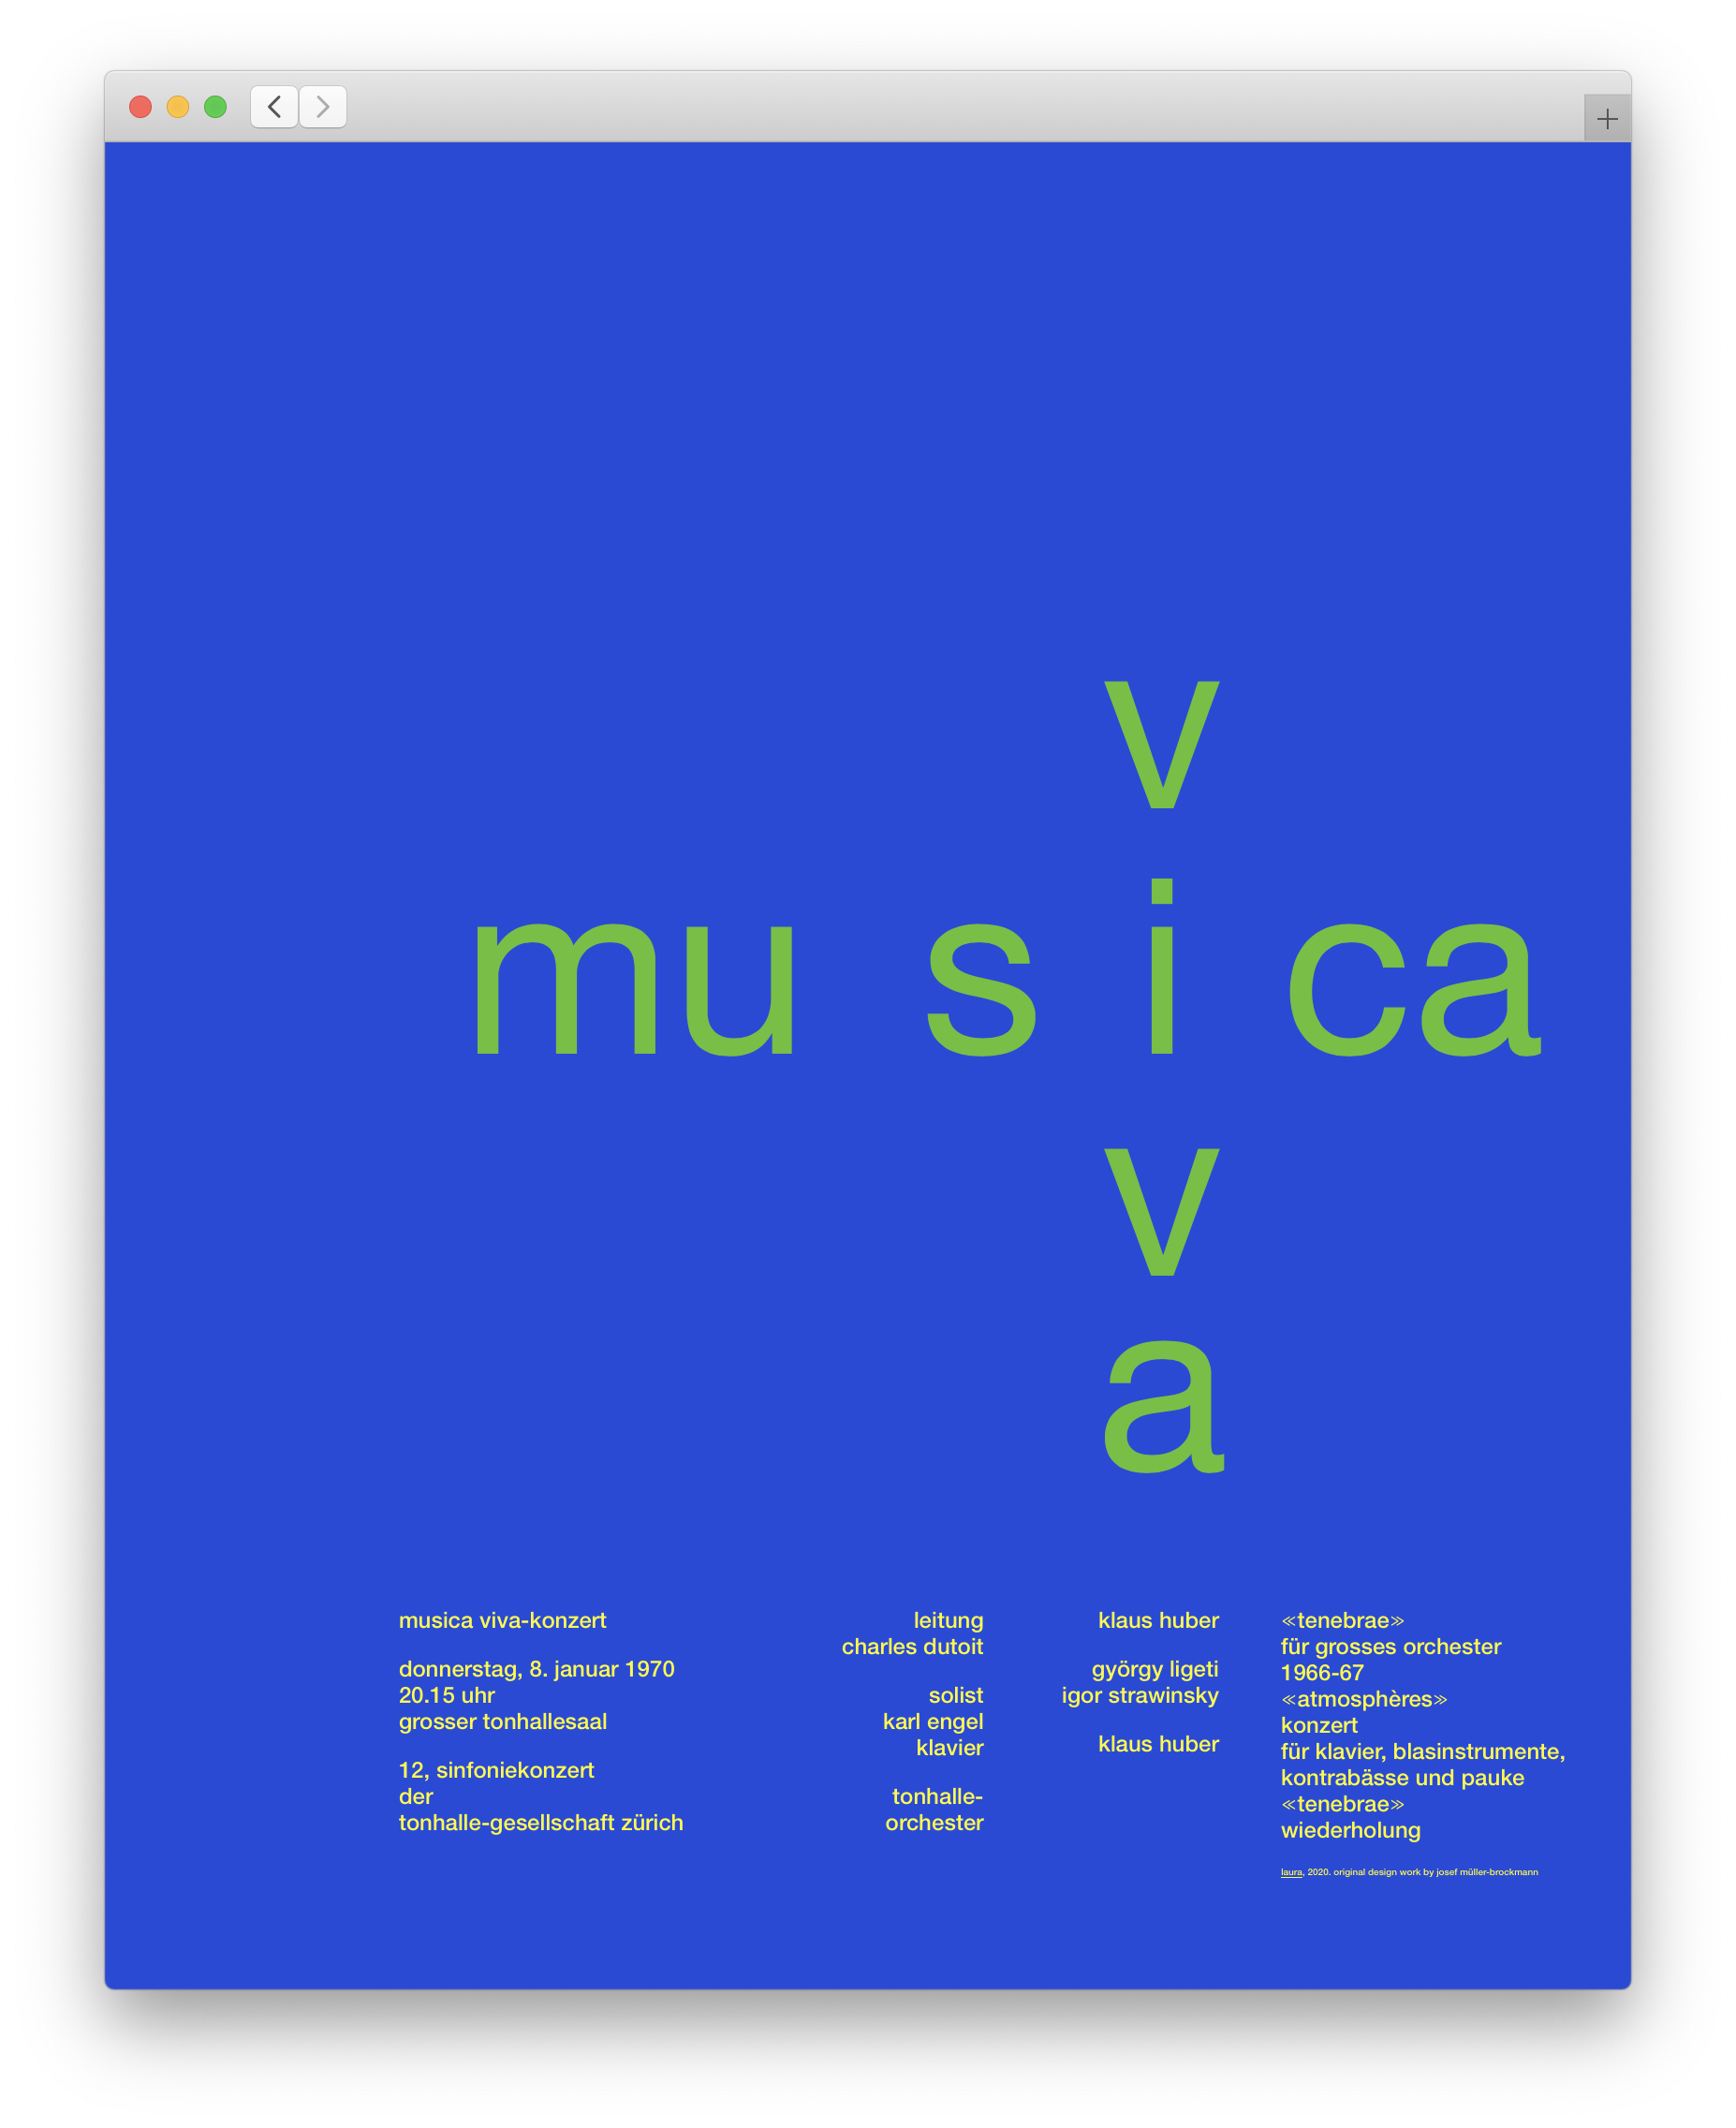 v
musica
v
a
musica viva-konzert
donnerstag, 8. januar 1970
20.15 uhr
grosser tonhallesaal
12, sinfoniekonzert
der
tonhalle-gesellschaft zürich
leitung
charles dutoit
solist
karl engel
klavier
tonhalle-
orchester
klaus huber
györgy ligeti
igor strawinsky
klaus huber
«tenebrae»
für grosses orchester
1966-67
«atmosphères»
konzert
für klavier, blasinstrumente,
kontrabässe und pauke
«tenebrae»
wiederholung
laura, 2020. original design work by josef müller-brockmann